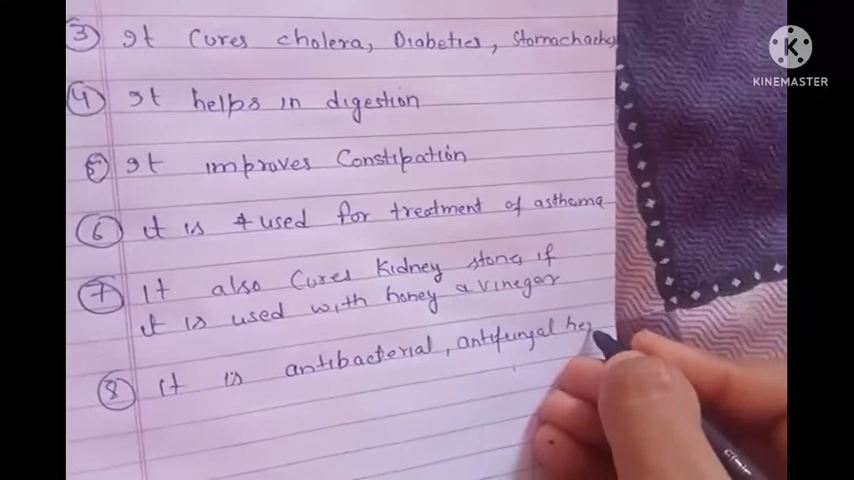 3 It cures cholera, Diabeties, Stomachache,
KINEMASTER
4 It helps in digestion
5 It improves Constipation
6 it is used for treatment of asthama
7 It also Cures Kidney stones if
it is used with honey & vinegar
8 it is antibacterial, antifungal he